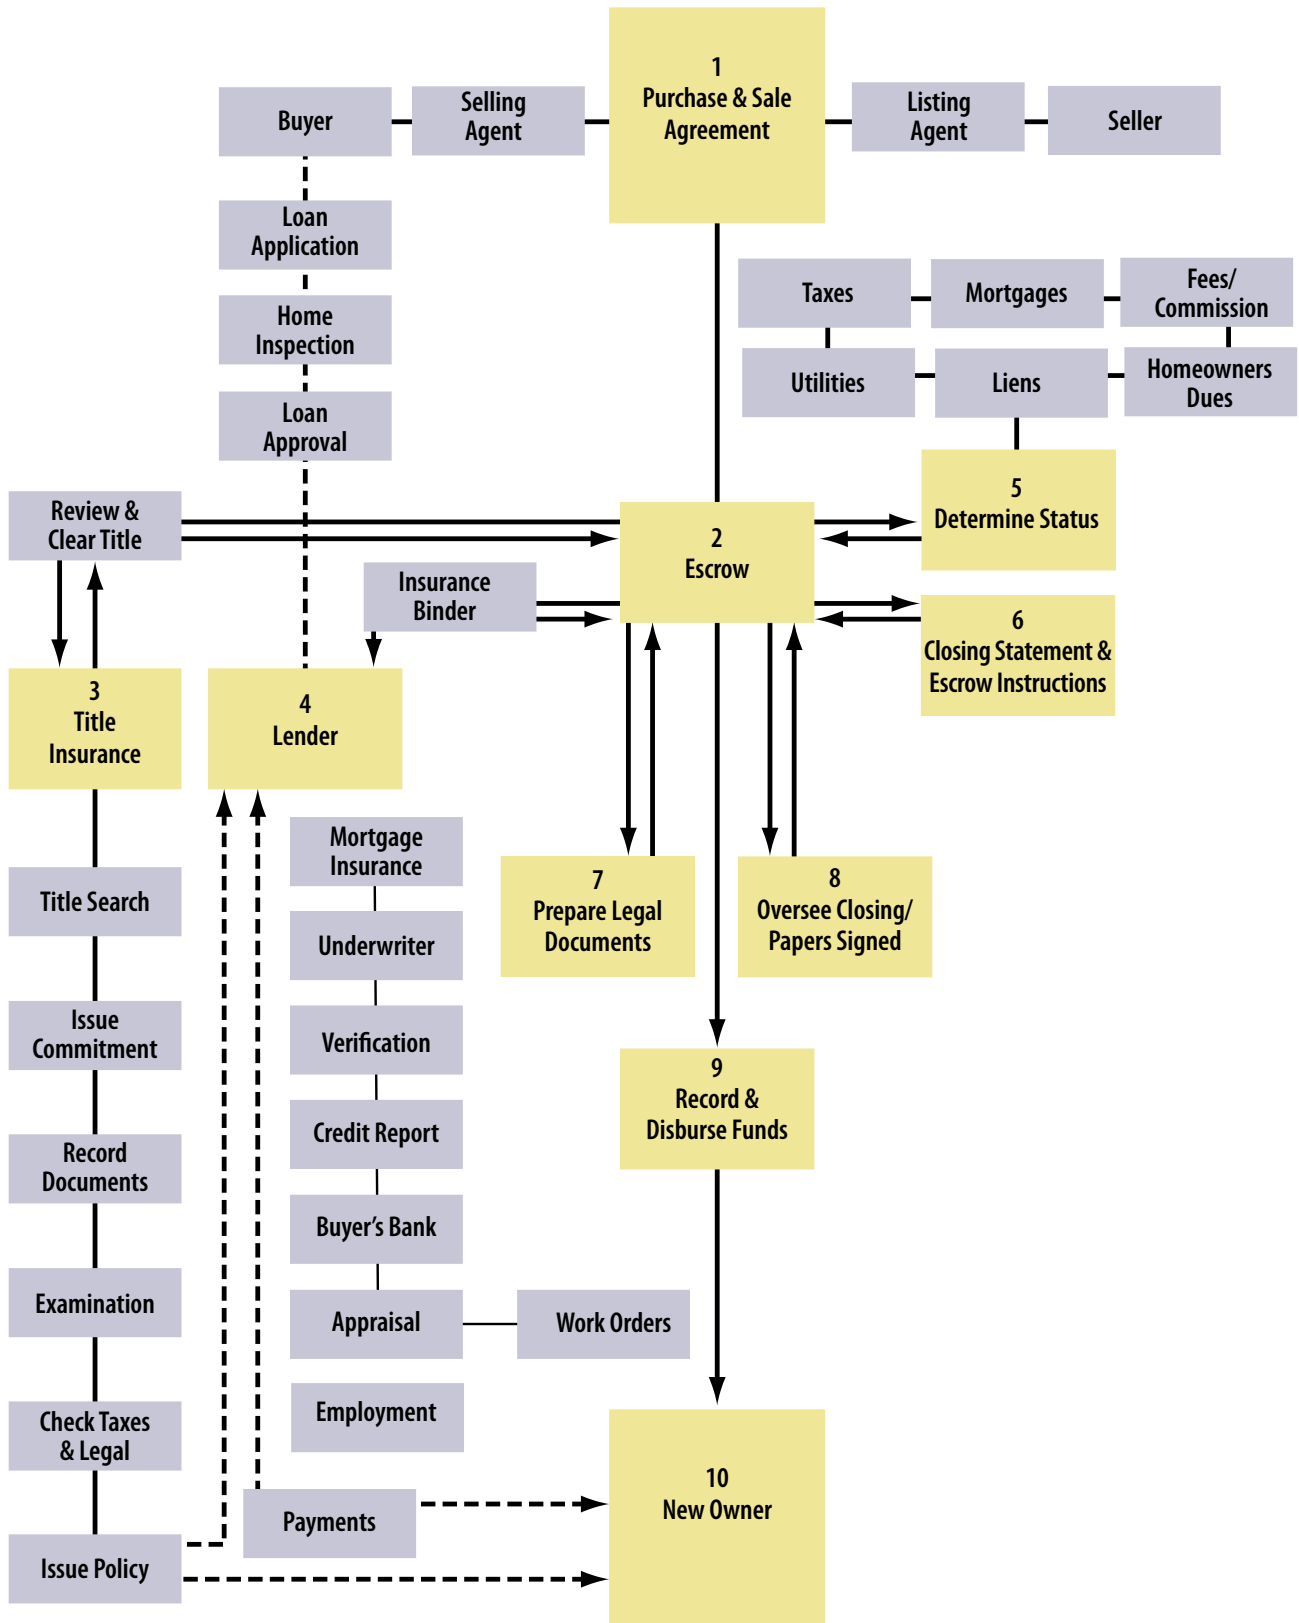 1
Purchase & Sale
Agreement
Buyer
Selling
Agent
Listing
Agent
Seller
Loan
Application
Home
Inspection
Loan
Approval
Taxes
Mortgages
Fees/
Commission
Utilities
Liens
Homeowners
Dues
Review &
Clear Title
2
Escrow
5
Determine Status
Insurance
Binder
6
Closing Statement &
Escrow Instructions
3
Title
Insurance
4
Lender
Mortgage
Insurance
Underwriter
Verification
Credit Report
Buyer’s Bank
Appraisal
Work Orders
Employment
7
Prepare Legal
Documents
8
Oversee Closing/
Papers Signed
Title Search
Issue
Commitment
Record
Documents
Examination
Check Taxes
& Legal
Issue Policy
9
Record &
Disburse Funds
Payments
10
New Owner